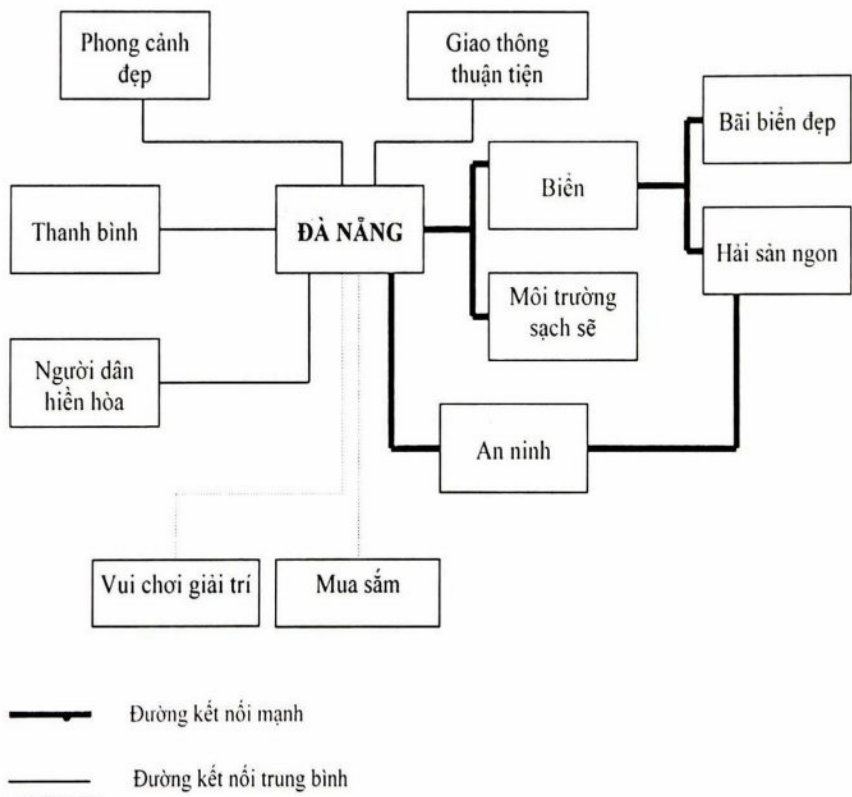 Phong cảnh
đẹp
Giao thông
thuận tiện
Bãi biển đẹp
Biển
Thanh bình
ĐÀ NẴNG
Hải sản ngon
Môi trường
sạch sẽ
Người dân
hiền hòa
An ninh
Vui chơi giải trí
Mua sắm
Đường kết nối mạnh
Đường kết nối trung bình